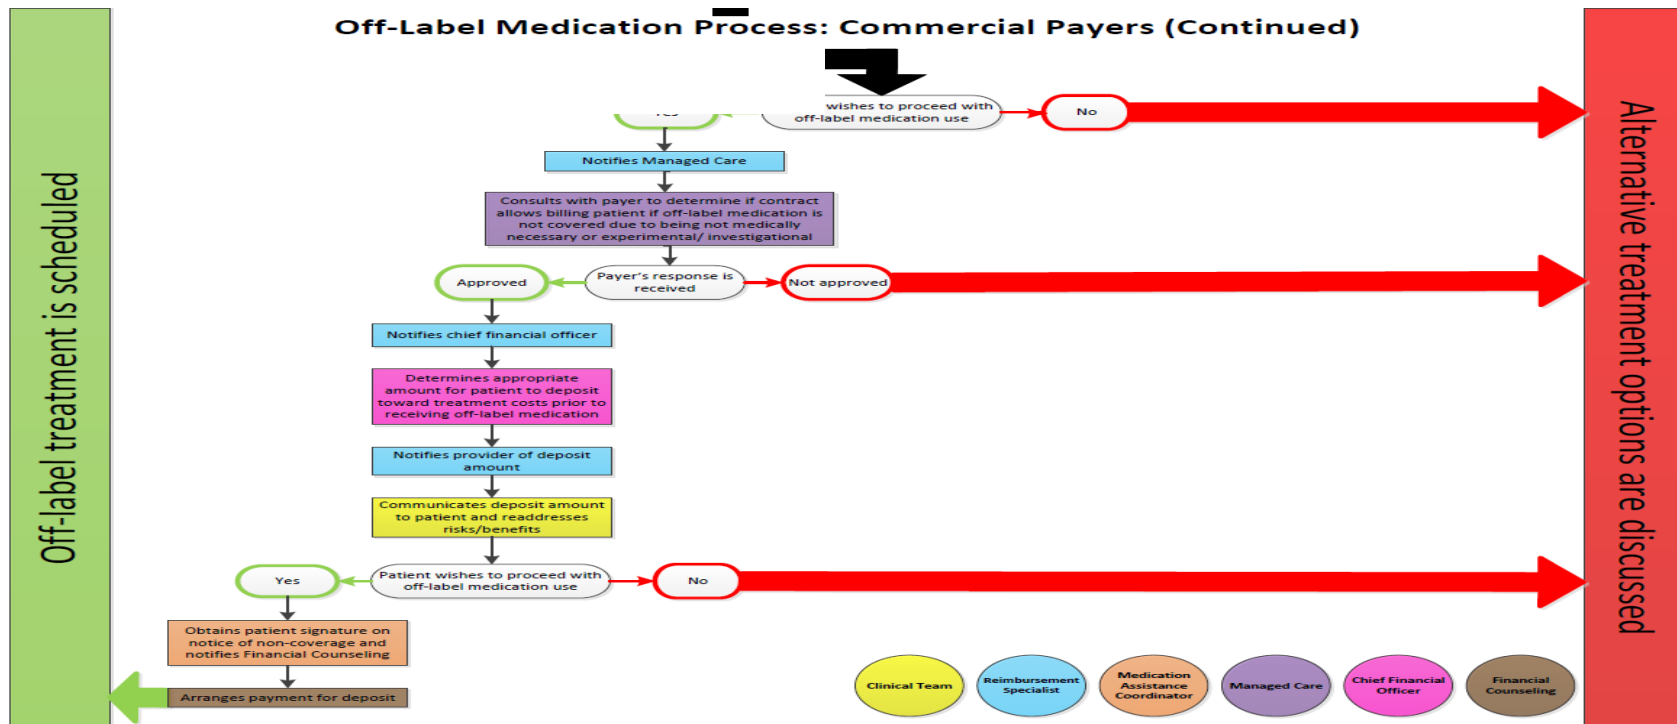 Off-Label Medication Process: Commercial Payers (Continued)
Off-label treatment is scheduled
wishes to proceed with
off-label medication use
No
Notifies Managed Care
Consults with payer to determine if contract
allows billing patient if off-label medication is
not covered due to being not medically
necessary or experimental/ investigational
Approved
Payer's response is
received
Not approved
Notifies chief financial officer
Determines appropriate
amount for patient to deposit
toward treatment costs prior to
receiving off-label medication
Notifies provider of deposit
amount
Communicates deposit amount
to patient and readdresses
risks/benefits
Yes
Patient wishes to proceed with
off-label medication use
No
Obtains patient signature on
notice of non-coverage and
notifies Financial Counseling
Arranges payment for deposit
Clinical Team
Reimbursement
Specialist
Medication
Assistance
Coordinator
Managed Care
Chief Financial
Officer
Financial
Counseling
Alternative treatment options are discussed